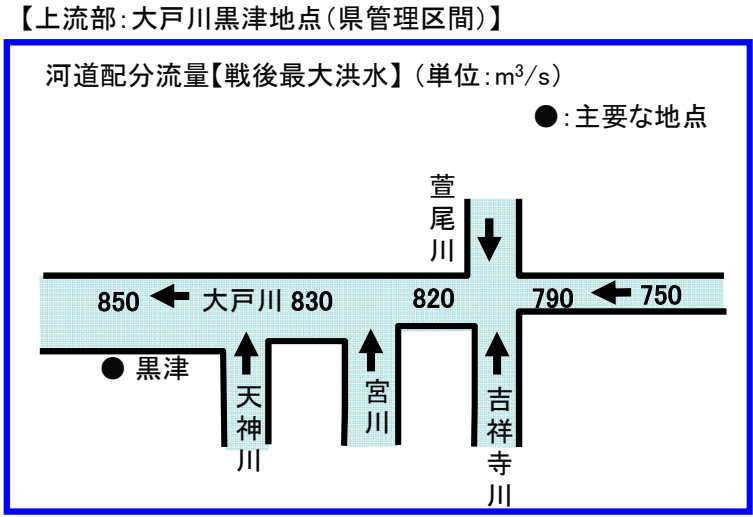 【上流部：大戸川黒津地点（県管理区間）】
河道配分流量【戦後最大洪水】（単位：m³/s）
●：主要な地点
萱尾川
850 大戸川 830 820 790 750
● 黒津
天神川
宮川
吉祥寺川